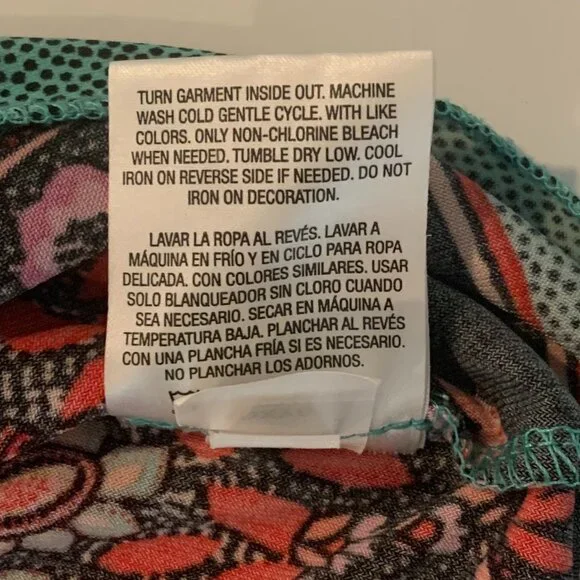 TURN GARMENT INSIDE OUT. MACHINE
WASH COLD GENTLE CYCLE. WITH LIKE
COLORS. ONLY NON-CHLORINE BLEACH
WHEN NEEDED. TUMBLE DRY LOW. COOL
IRON ON REVERSE SIDE IF NEEDED. DO NOT
IRON ON DECORATION.
LAVAR LA ROPA AL REVÉS. LAVAR A
MÁQUINA EN FRÍO Y EN CICLO PARA ROPA
DELICADA. CON COLORES SIMILARES. USAR
SOLO BLANQUEADOR SIN CLORO CUANDO
SEA NECESARIO. SECAR EN MÁQUINA A
TEMPERATURA BAJA. PLANCHAR AL REVÉS
CON UNA PLANCHA FRÍA SI ES NECESARIO.
NO PLANCHAR LOS ADORNOS.